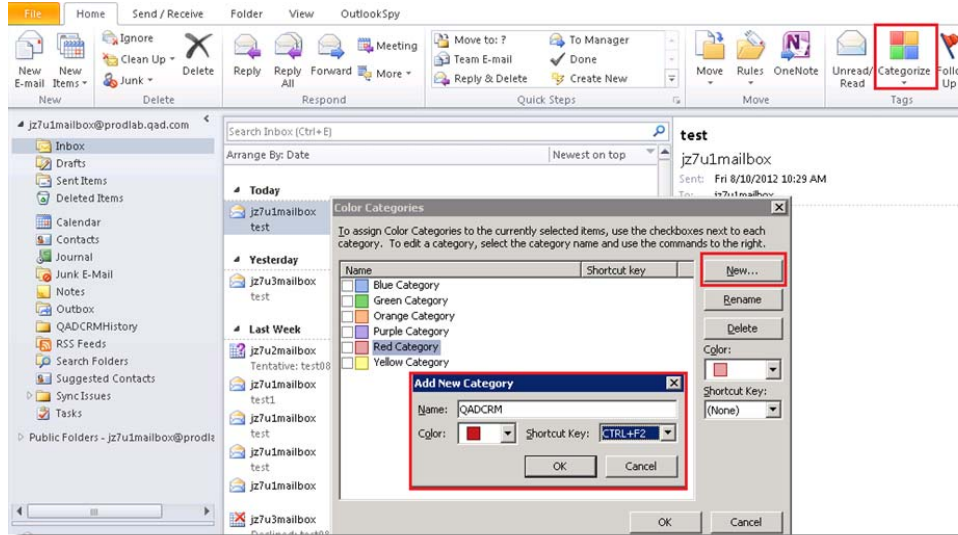 File Home Send / Receive Folder View OutlookSpy
New E-mail
New Items
Ignore
Clean Up
Junk
Delete
Reply
Reply All
Forward
Meeting
More
Move to: ?
Team E-mail
Reply & Delete
To Manager
Done
Create New
Move
Rules
OneNote
Unread/ Read
Categorize
Follo
Up
New Delete Respond Quick Steps Move Tags
jz7u1mailbox@prodlab.qad.com
Inbox
Drafts
Sent Items
Deleted Items
Calendar
Contacts
Journal
Junk E-Mail
Notes
Outbox
QADCRMHistory
RSS Feeds
Search Folders
Suggested Contacts
Sync Issues
Tasks
Public Folders - jz7u1mailbox@prodla
Search Inbox (Ctrl+E)
Arrange By: Date Newest on top
Today
jz7u1mailbox
test
Yesterday
jz7u3mailbox
test
Last Week
jz7u2mailbox
Tentative: test08
jz7u1mailbox
test1
jz7u1mailbox
test
jz7u1mailbox
test
jz7u1mailbox
jz7u3mailbox
test
jz7u1mailbox
Sent: Fri 8/10/2012 10:29 AM
To: jz7u1mailbox
Color Categories
To assign Color Categories to the currently selected items, use the checkboxes next to each
category. To edit a category, select the category name and use the commands to the right.
Name Shortcut key
Blue Category
Green Category
Orange Category
Purple Category
Red Category
Yellow Category
New...
Rename
Delete
Color:
Shortcut Key:
(None)
Add New Category
Name: QADCRM
Color: Shortcut Key: CTRL+F2
OK Cancel
OK Cancel